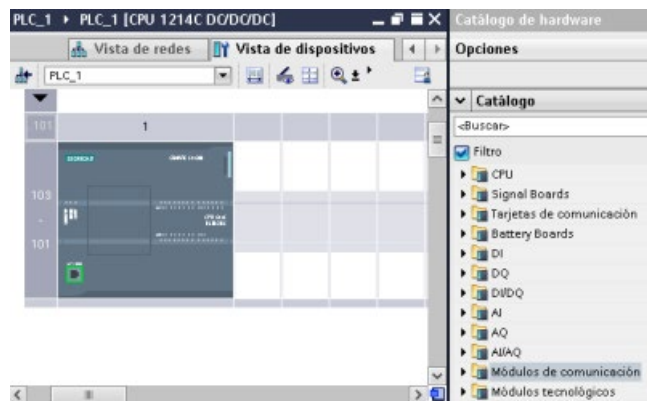 PLC_1 ▸ PLC_1 [CPU 1214C DC/DC/DC]
Catálogo de hardware
Vista de redes
Vista de dispositivos
Opciones
PLC_1
Catálogo
<Buscar>
Filtro
101
1
103
-
101
SIEMENS
CPU
Signal Boards
Tarjetas de comunicación
Battery Boards
DI
DQ
DI/DQ
AI
AQ
AI/AQ
Módulos de comunicación
Módulos tecnológicos